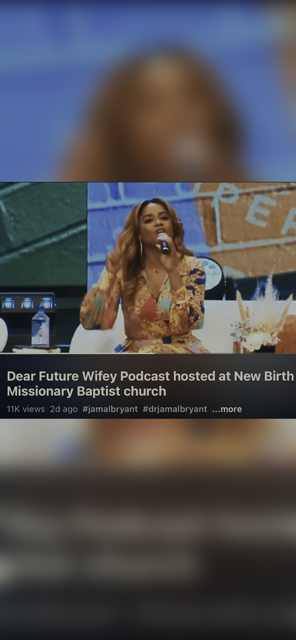 Dear Future Wifey Podcast hosted at New Birth
Missionary Baptist church
11K views 2d ago #jamalbryant #drjamalbryant ...more